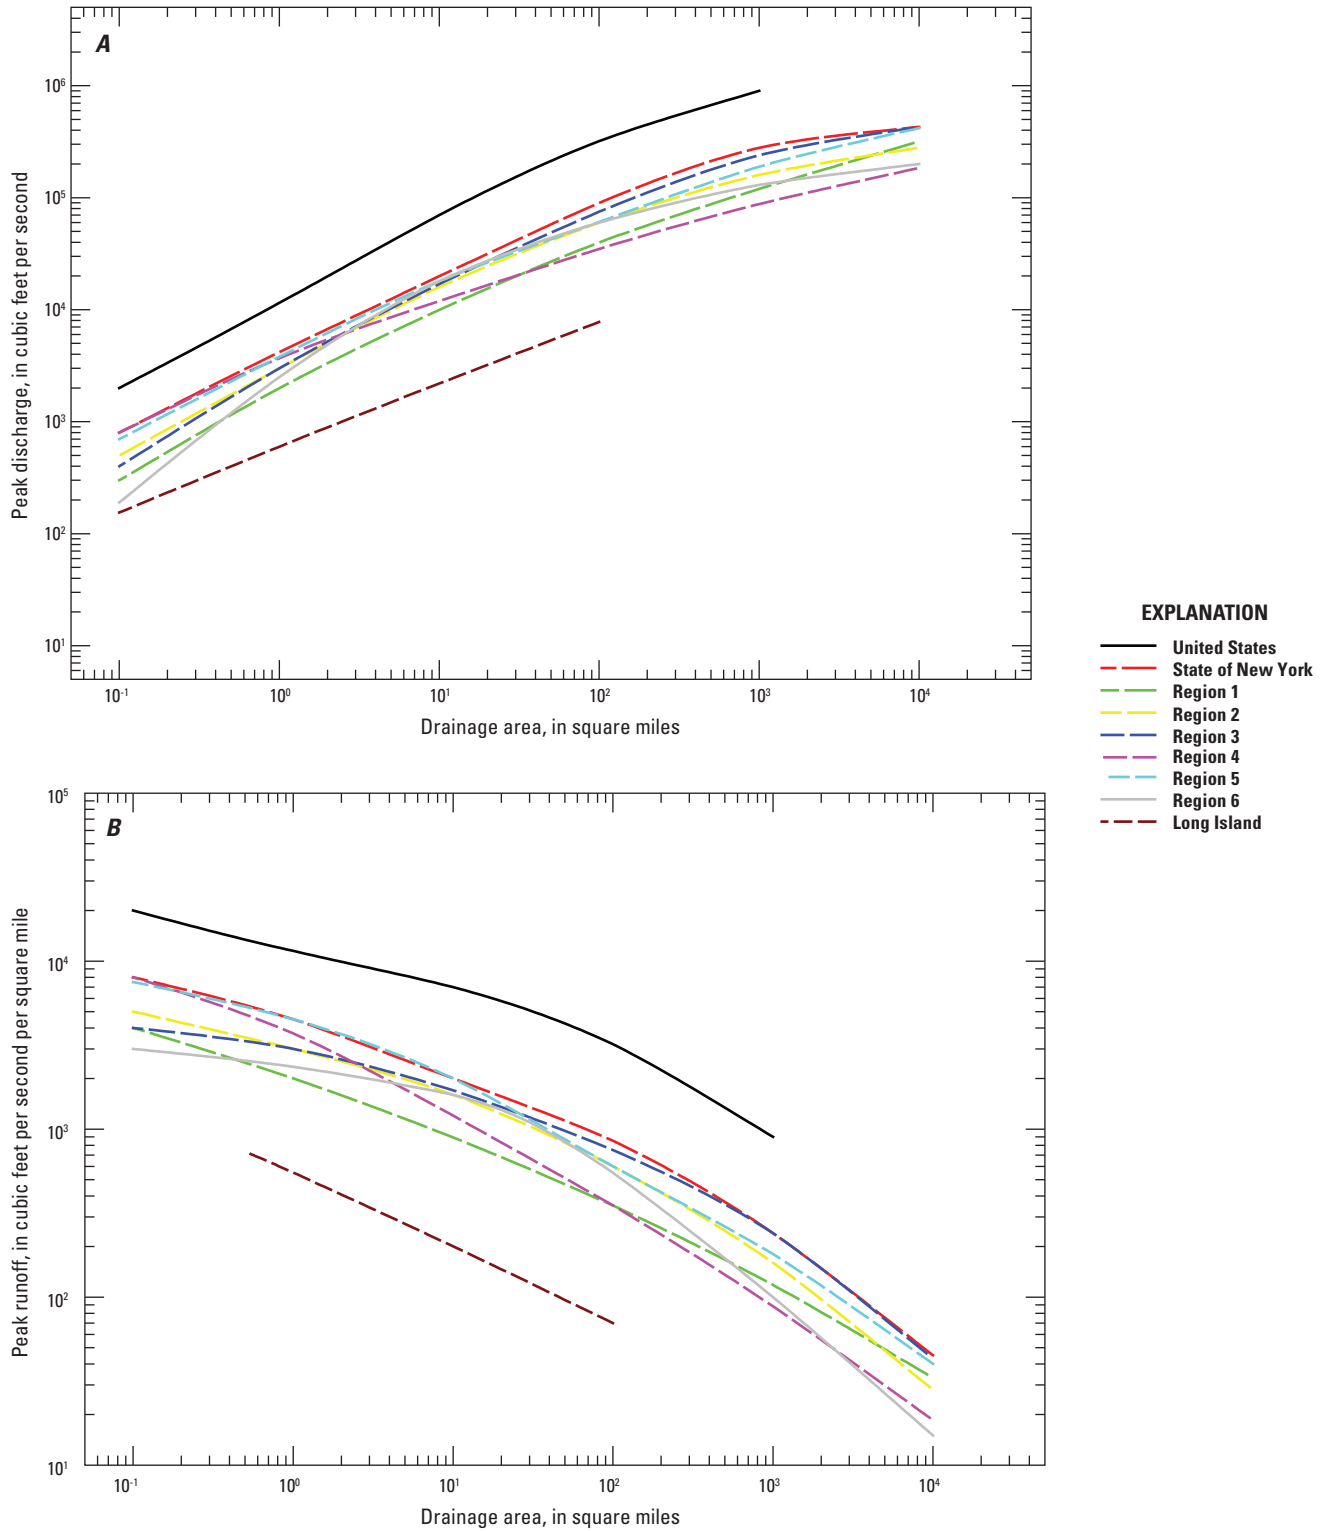 A
10⁶
10⁵
10⁴
10³
10²
10¹
Peak discharge, in cubic feet per second
10⁻¹ 10⁰ 10¹ 10² 10³ 10⁴
Drainage area, in square miles
EXPLANATION
United States
State of New York
Region 1
Region 2
Region 3
Region 4
Region 5
Region 6
Long Island
B
10⁵
10⁴
10³
10²
10¹
Peak runoff, in cubic feet per second per square mile
10⁻¹ 10⁰ 10¹ 10² 10³ 10⁴
Drainage area, in square miles